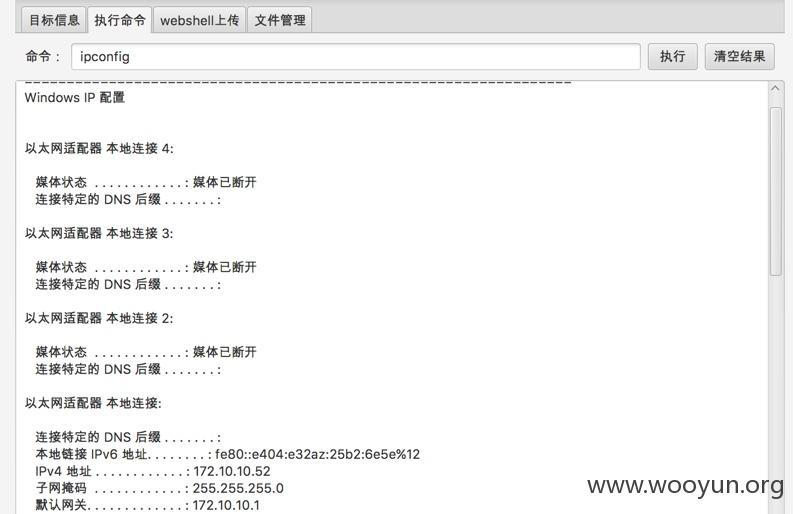 目标信息 执行命令 webshell上传 文件管理
命令： ipconfig 执行 清空结果
Windows IP 配置
以太网适配器 本地连接 4:
媒体状态 . . . . . . . . . . . . : 媒体已断开
连接特定的 DNS 后缀 . . . . . . . :
以太网适配器 本地连接 3:
媒体状态 . . . . . . . . . . . . : 媒体已断开
连接特定的 DNS 后缀 . . . . . . . :
以太网适配器 本地连接 2:
媒体状态 . . . . . . . . . . . . : 媒体已断开
连接特定的 DNS 后缀 . . . . . . . :
以太网适配器 本地连接:
连接特定的 DNS 后缀 . . . . . . . :
本地链接 IPv6 地址. . . . . . . . : fe80::e404:e32az:25b2:6e5e%12
IPv4 地址 . . . . . . . . . . . . : 172.10.10.52
子网掩码 . . . . . . . . . . . . : 255.255.255.0
默认网关. . . . . . . . . . . . . : 172.10.10.1
www.wooyun.org